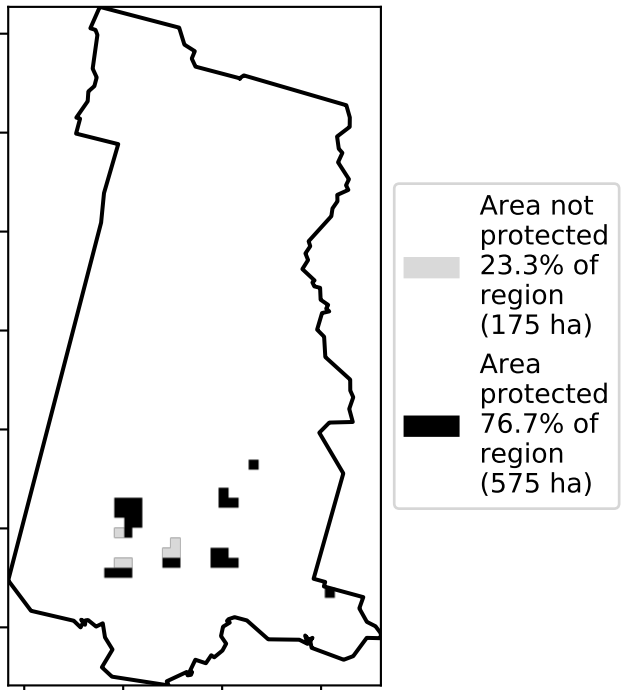 Area not
protected
23.3% of
region
(175 ha)
Area
protected
76.7% of
region
(575 ha)